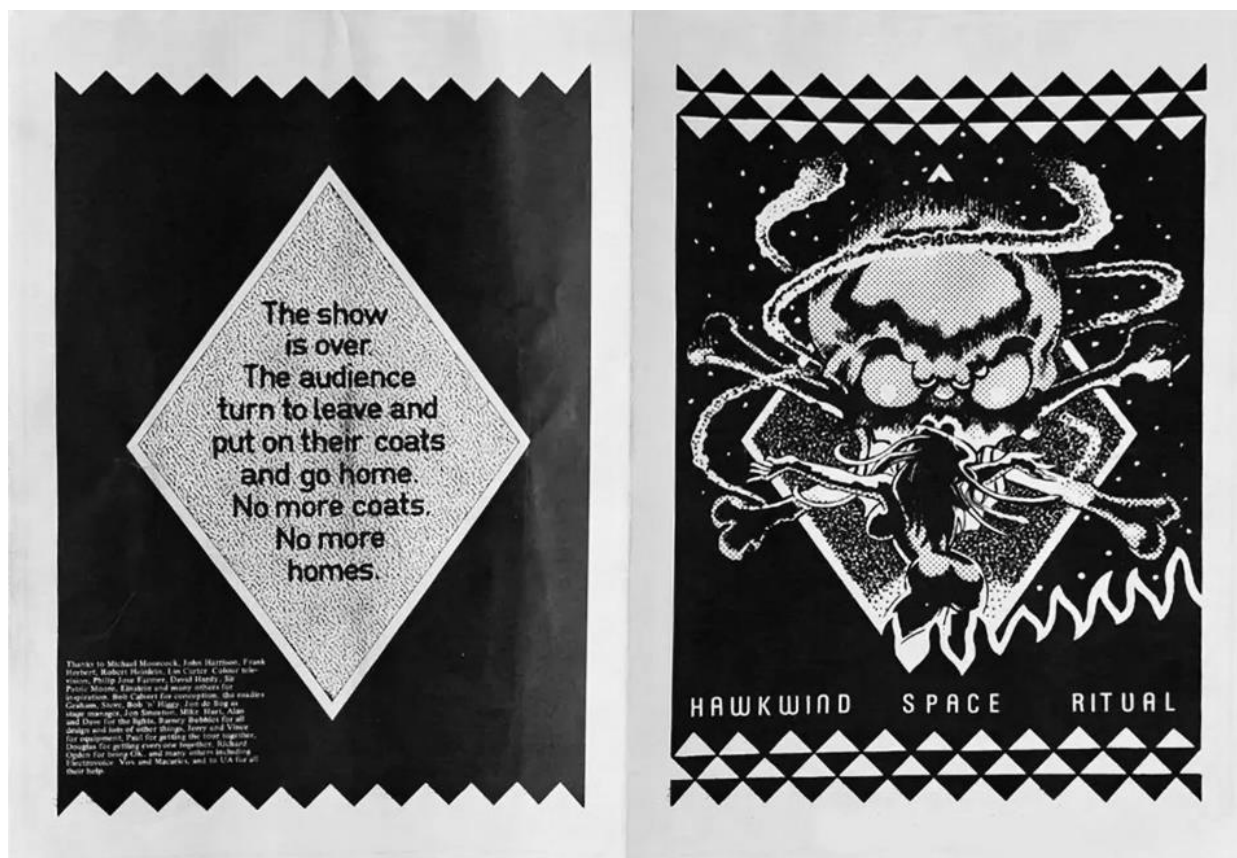 The show
is over.
The audience
turn to leave and
put on their coats
and go home.
No more coats.
No more
homes.
Thanks to Michael Moorcock, John Harrison, Frank
Herbert, Robert Heinlein, Lin Carter Colour tele-
vision, Philip Jose Farmer, David Hardy, Sir
Patric Moore, Einstein and many others for
inspiration. Bob Calvert for conception, the roadies
Graham, Steve, Bob 'n' Higgy, Jon de Bog as
stage manager, Jon Smeeton, Mike Hart, Alan
and Dave for the lights, Barney Bubbles for all
design and lots of other things, Jerry and Vince
for equipment, Paul for getting the tour together,
Douglas for getting everyone together, Richard
Ogden for being Ok, and many others including
Electrovoice Vox and Macaris, and to UA for all
their help.
HAWKWIND SPACE RITUAL